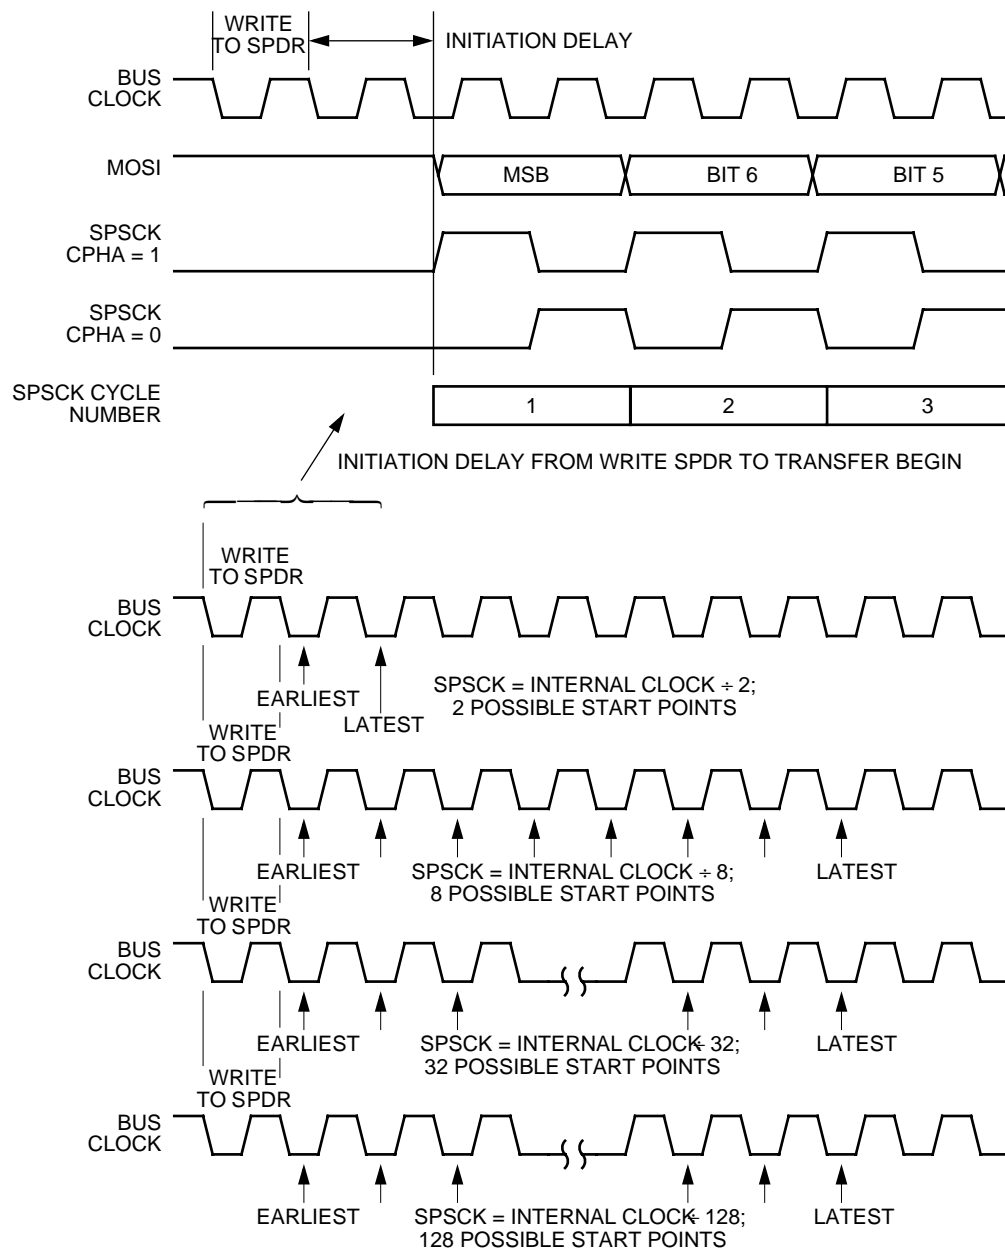 WRITE
TO SPDR
INITIATION DELAY
BUS
CLOCK
MOSI
MSB
BIT 6
BIT 5
SPSCK
CPHA = 1
SPSCK
CPHA = 0
SPSCK CYCLE
NUMBER
1
2
3
INITIATION DELAY FROM WRITE SPDR TO TRANSFER BEGIN
WRITE
TO SPDR
BUS
CLOCK
EARLIEST
LATEST
SPSCK = INTERNAL CLOCK ÷ 2;
2 POSSIBLE START POINTS
WRITE
TO SPDR
BUS
CLOCK
EARLIEST
SPSCK = INTERNAL CLOCK ÷ 8;
8 POSSIBLE START POINTS
LATEST
WRITE
TO SPDR
BUS
CLOCK
EARLIEST
SPSCK = INTERNAL CLOCK ÷ 32;
32 POSSIBLE START POINTS
LATEST
WRITE
TO SPDR
BUS
CLOCK
EARLIEST
SPSCK = INTERNAL CLOCK ÷ 128;
128 POSSIBLE START POINTS
LATEST